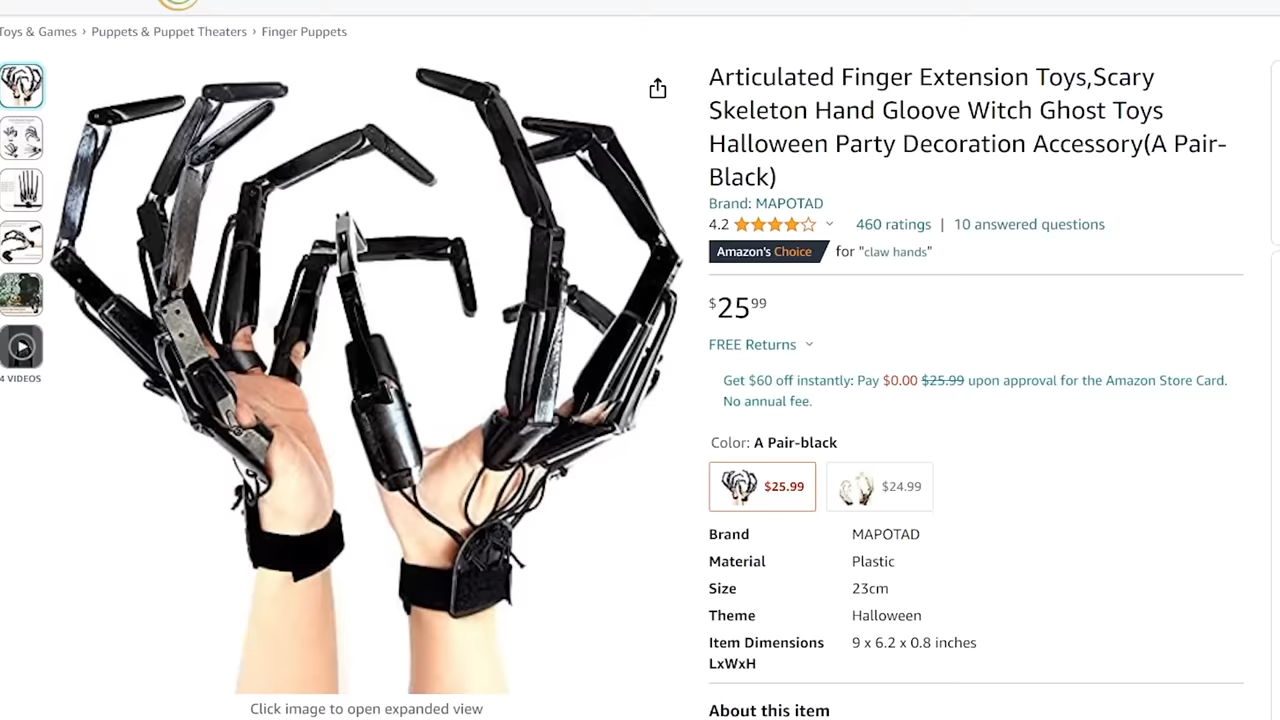 Toys & Games › Puppets & Puppet Theaters › Finger Puppets
Articulated Finger Extension Toys,Scary
Skeleton Hand Gloove Witch Ghost Toys
Halloween Party Decoration Accessory(A Pair-
Black)
Brand: MAPOTAD
4.2 460 ratings | 10 answered questions
Amazon's Choice for "claw hands"
$25 99
FREE Returns
Get $60 off instantly: Pay $0.00 $25.99 upon approval for the Amazon Store Card.
No annual fee.
Color: A Pair-black
$25.99 $24.99
Brand MAPOTAD
Material Plastic
Size 23cm
Theme Halloween
Item Dimensions 9 x 6.2 x 0.8 inches
LxWxH
About this item
4 VIDEOS
Click image to open expanded view